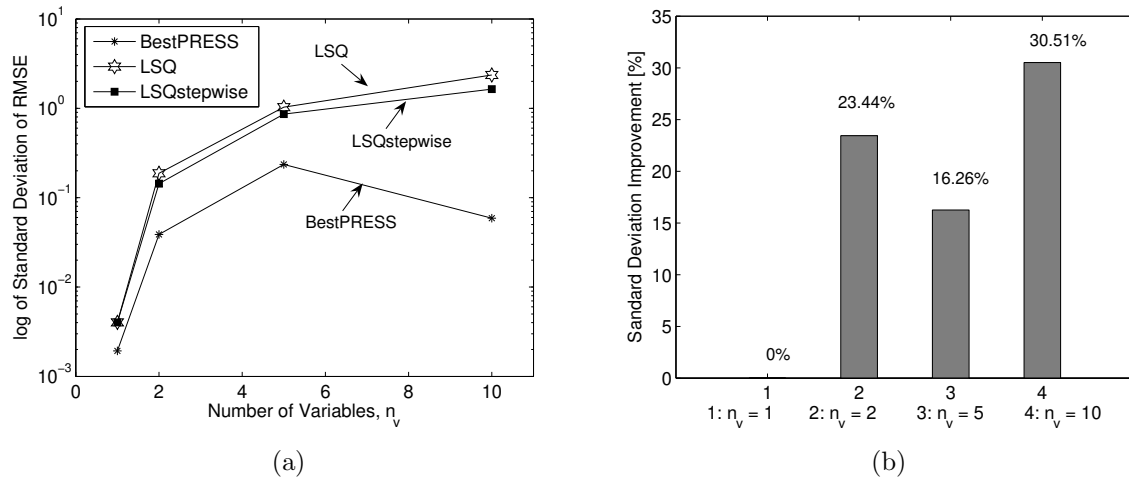 BestPRESS
LSQ
LSQstepwise
LSQ
LSQstepwise
BestPRESS
log of Standard Deviation of RMSE
10^1
10^0
10^-1
10^-2
10^-3
0 2 4 6 8 10
Number of Variables, n_v
(a)
Sandard Deviation Improvement [%]
35
30
25
20
15
10
5
0
0%
23.44%
16.26%
30.51%
1 2 3 4
1: n_v = 1 2: n_v = 2 3: n_v = 5 4: n_v = 10
(b)